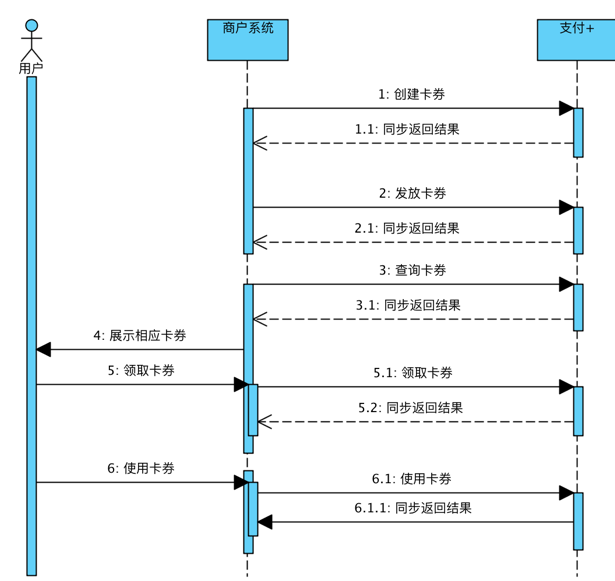 商户系统
支付+
用户
1: 创建卡券
1.1: 同步返回结果
2: 发放卡券
2.1: 同步返回结果
3: 查询卡券
3.1: 同步返回结果
4: 展示相应卡券
5: 领取卡券
5.1: 领取卡券
5.2: 同步返回结果
6: 使用卡券
6.1: 使用卡券
6.1.1: 同步返回结果